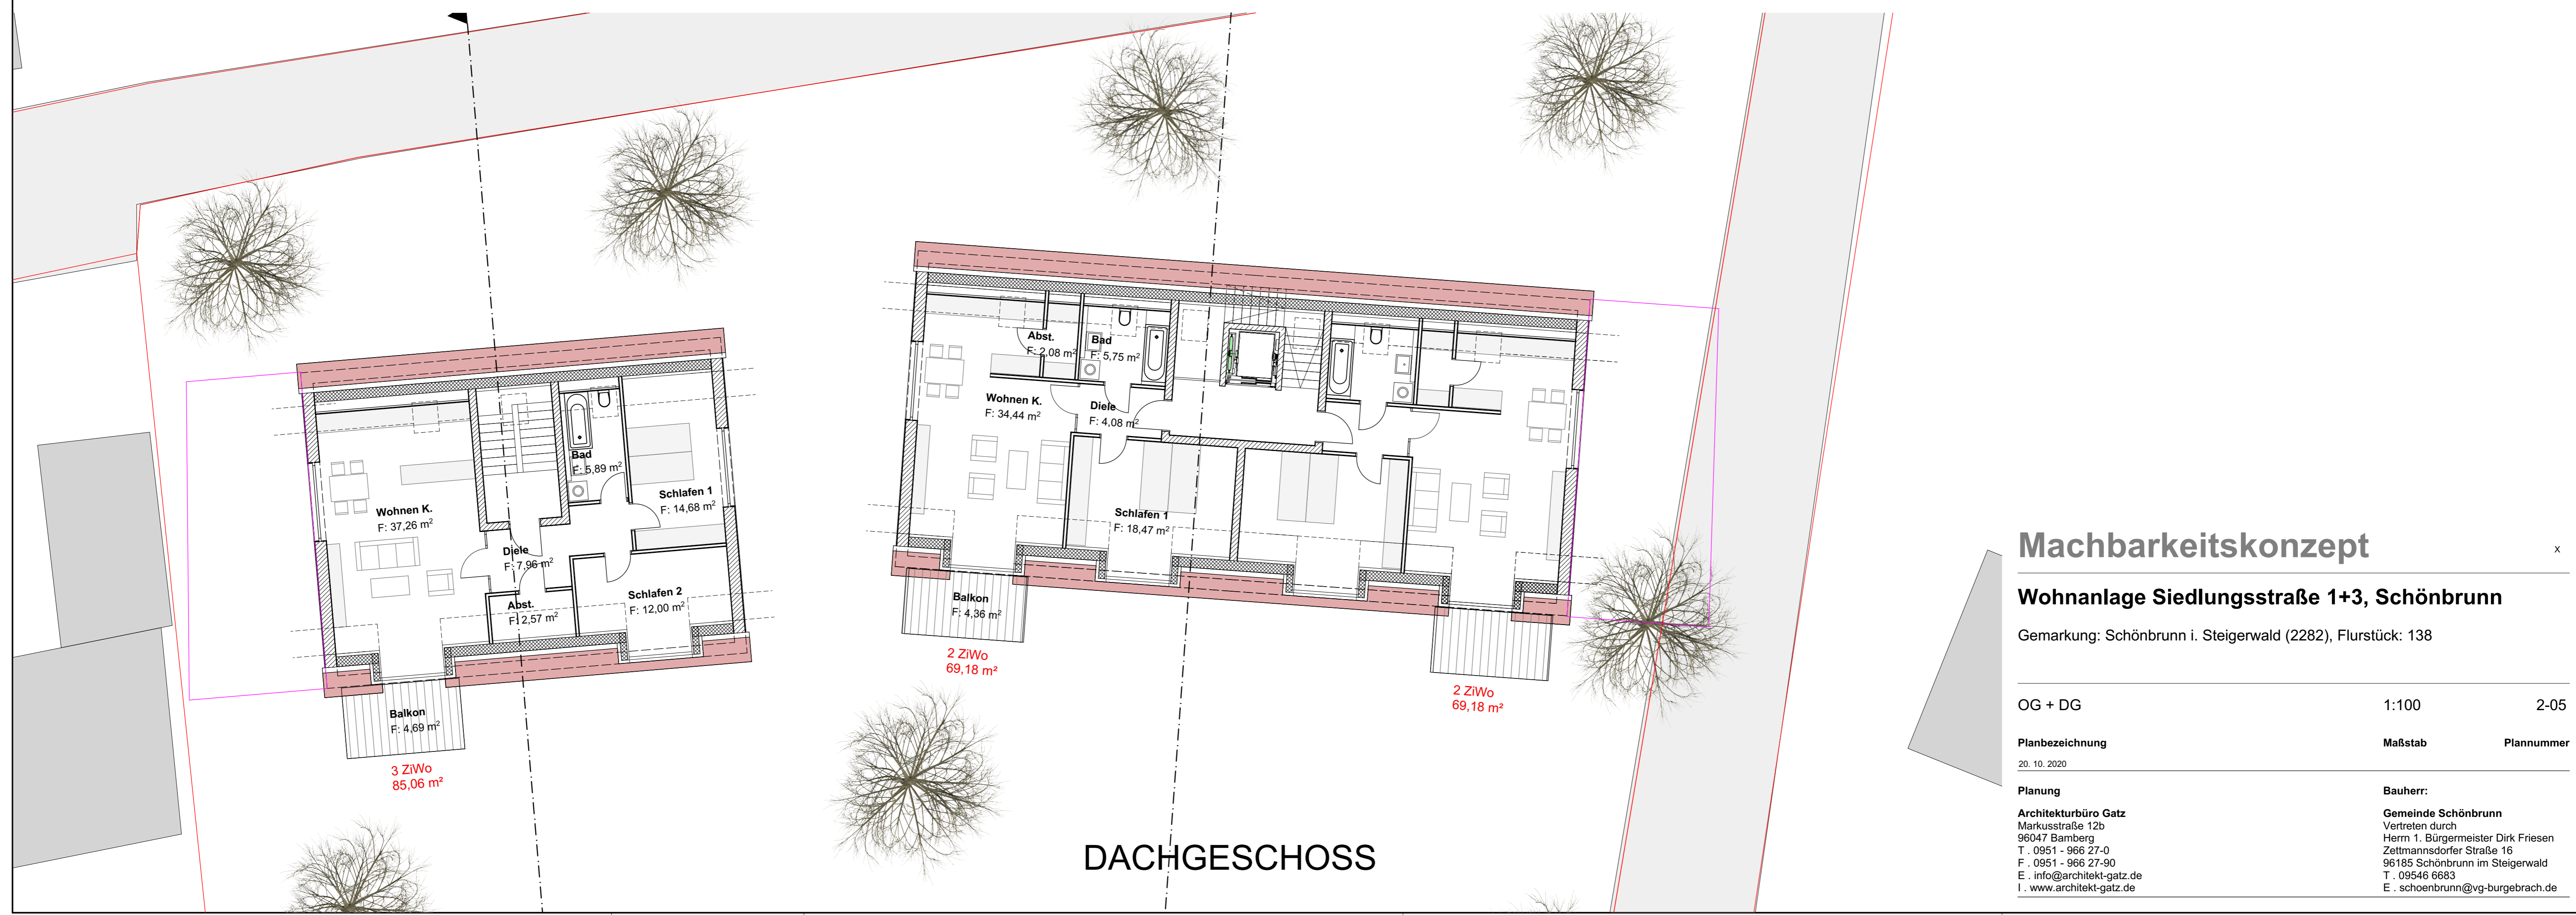 Wohnen K.
F: 37,26 m²
Bad
F: 5,89 m²
Schlafen 1
F: 14,68 m²
Diele
F: 7,96 m²
Abst.
F: 2,57 m²
Schlafen 2
F: 12,00 m²
Balkon
F: 4,69 m²
3 ZiWo
85,06 m²
Abst.
F: 2,08 m²
Bad
F: 5,75 m²
Wohnen K.
F: 34,44 m²
Diele
F: 4,08 m²
Schlafen 1
F: 18,47 m²
Balkon
F: 4,36 m²
2 ZiWo
69,18 m²
2 ZiWo
69,18 m²
DACHGESCHOSS
Machbarkeitskonzept x
Wohnanlage Siedlungsstraße 1+3, Schönbrunn
Gemarkung: Schönbrunn i. Steigerwald (2282), Flurstück: 138
OG + DG 1:100 2-05
Planbezeichnung Maßstab Plannummer
20. 10. 2020
Planung
Architekturbüro Gatz
Markusstraße 12b
96047 Bamberg
T . 0951 - 966 27-0
F . 0951 - 966 27-90
E . info@architekt-gatz.de
I . www.architekt-gatz.de
Bauherr:
Gemeinde Schönbrunn
Vertreten durch
Herrn 1. Bürgermeister Dirk Friesen
Zettmannsdorfer Straße 16
96185 Schönbrunn im Steigerwald
T . 09546 6683
E . schoenbrunn@vg-burgebrach.de